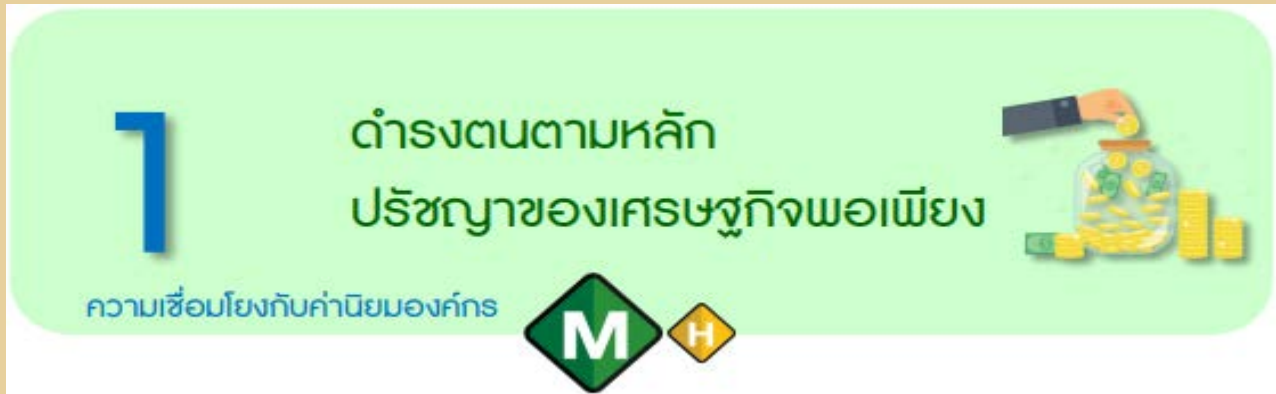 1
ดำรงตนตามหลัก
ปรัชญาของเศรษฐกิจพอเพียง
ความเชื่อมโยงกับค่านิยมองค์กร
M
H